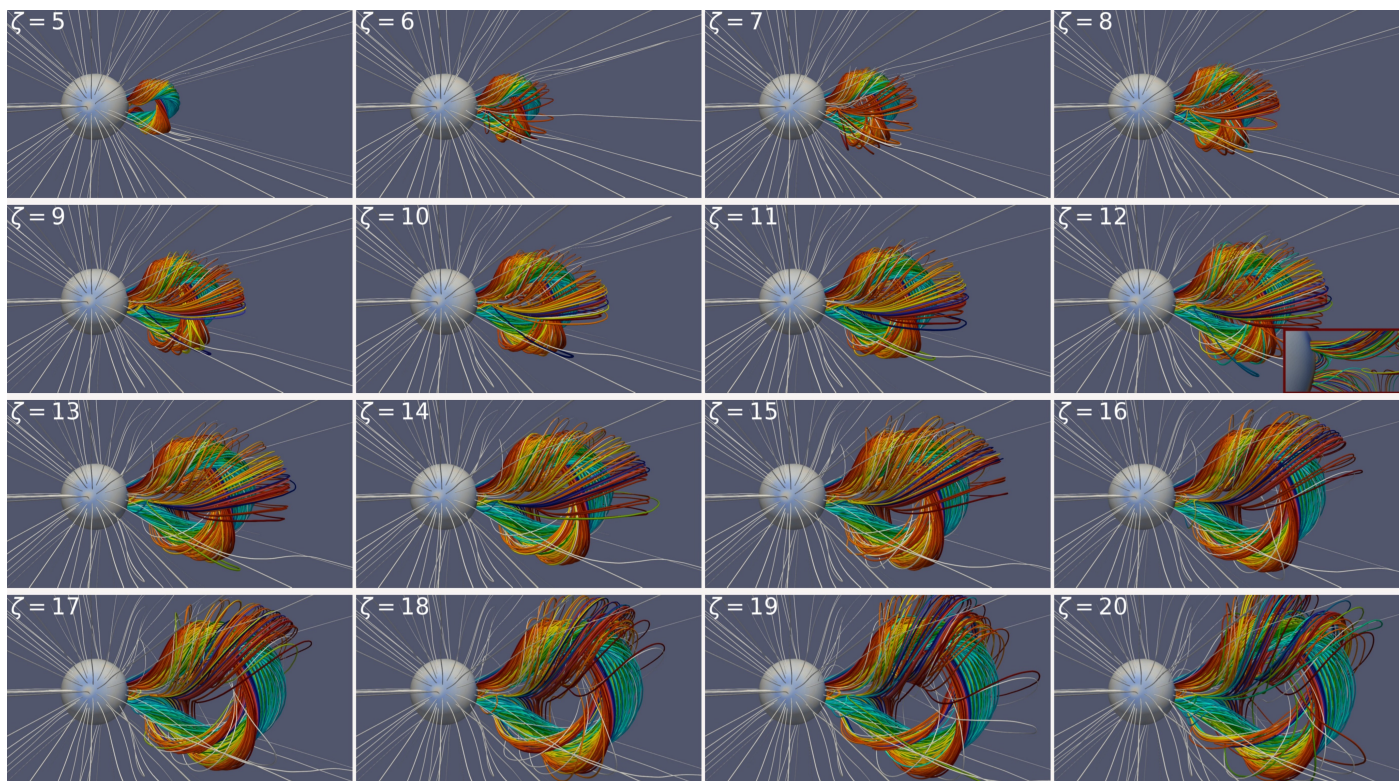 ζ = 5
ζ = 6
ζ = 7
ζ = 8
ζ = 9
ζ = 10
ζ = 11
ζ = 12
ζ = 13
ζ = 14
ζ = 15
ζ = 16
ζ = 17
ζ = 18
ζ = 19
ζ = 20